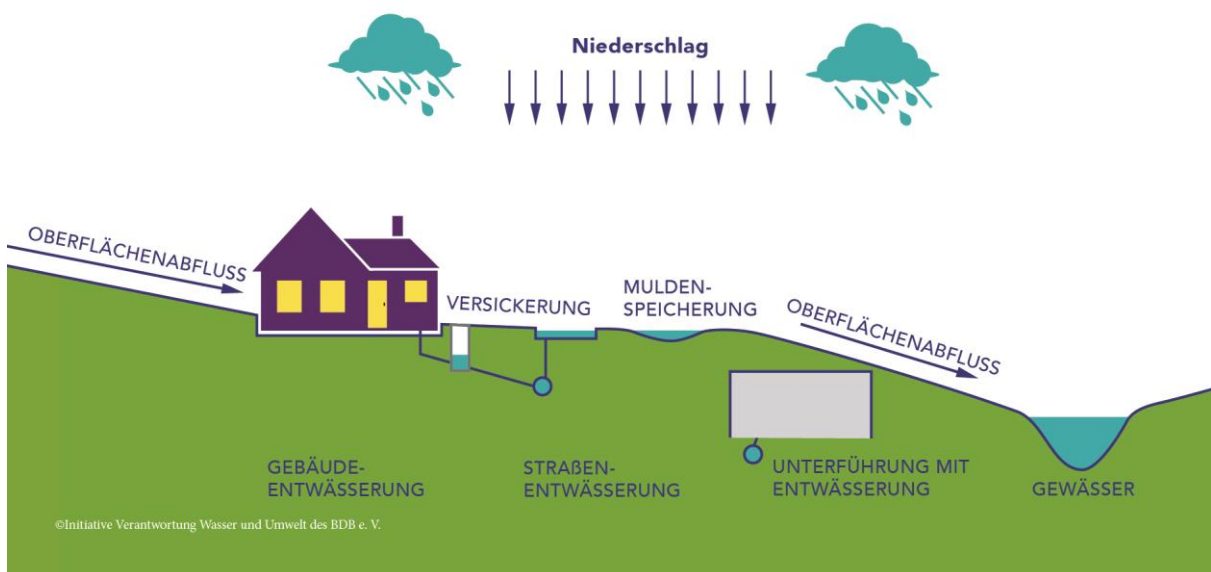 Niederschlag
OBERFLÄCHENABFLUSS
VERSICKERUNG
MULDEN-
SPEICHERUNG
OBERFLÄCHENABFLUSS
GEBÄUDE-
ENTWÄSSERUNG
STRAßEN-
ENTWÄSSERUNG
UNTERFÜHRUNG MIT
ENTWÄSSERUNG
GEWÄSSER
©Initiative Verantwortung Wasser und Umwelt des BDB e. V.